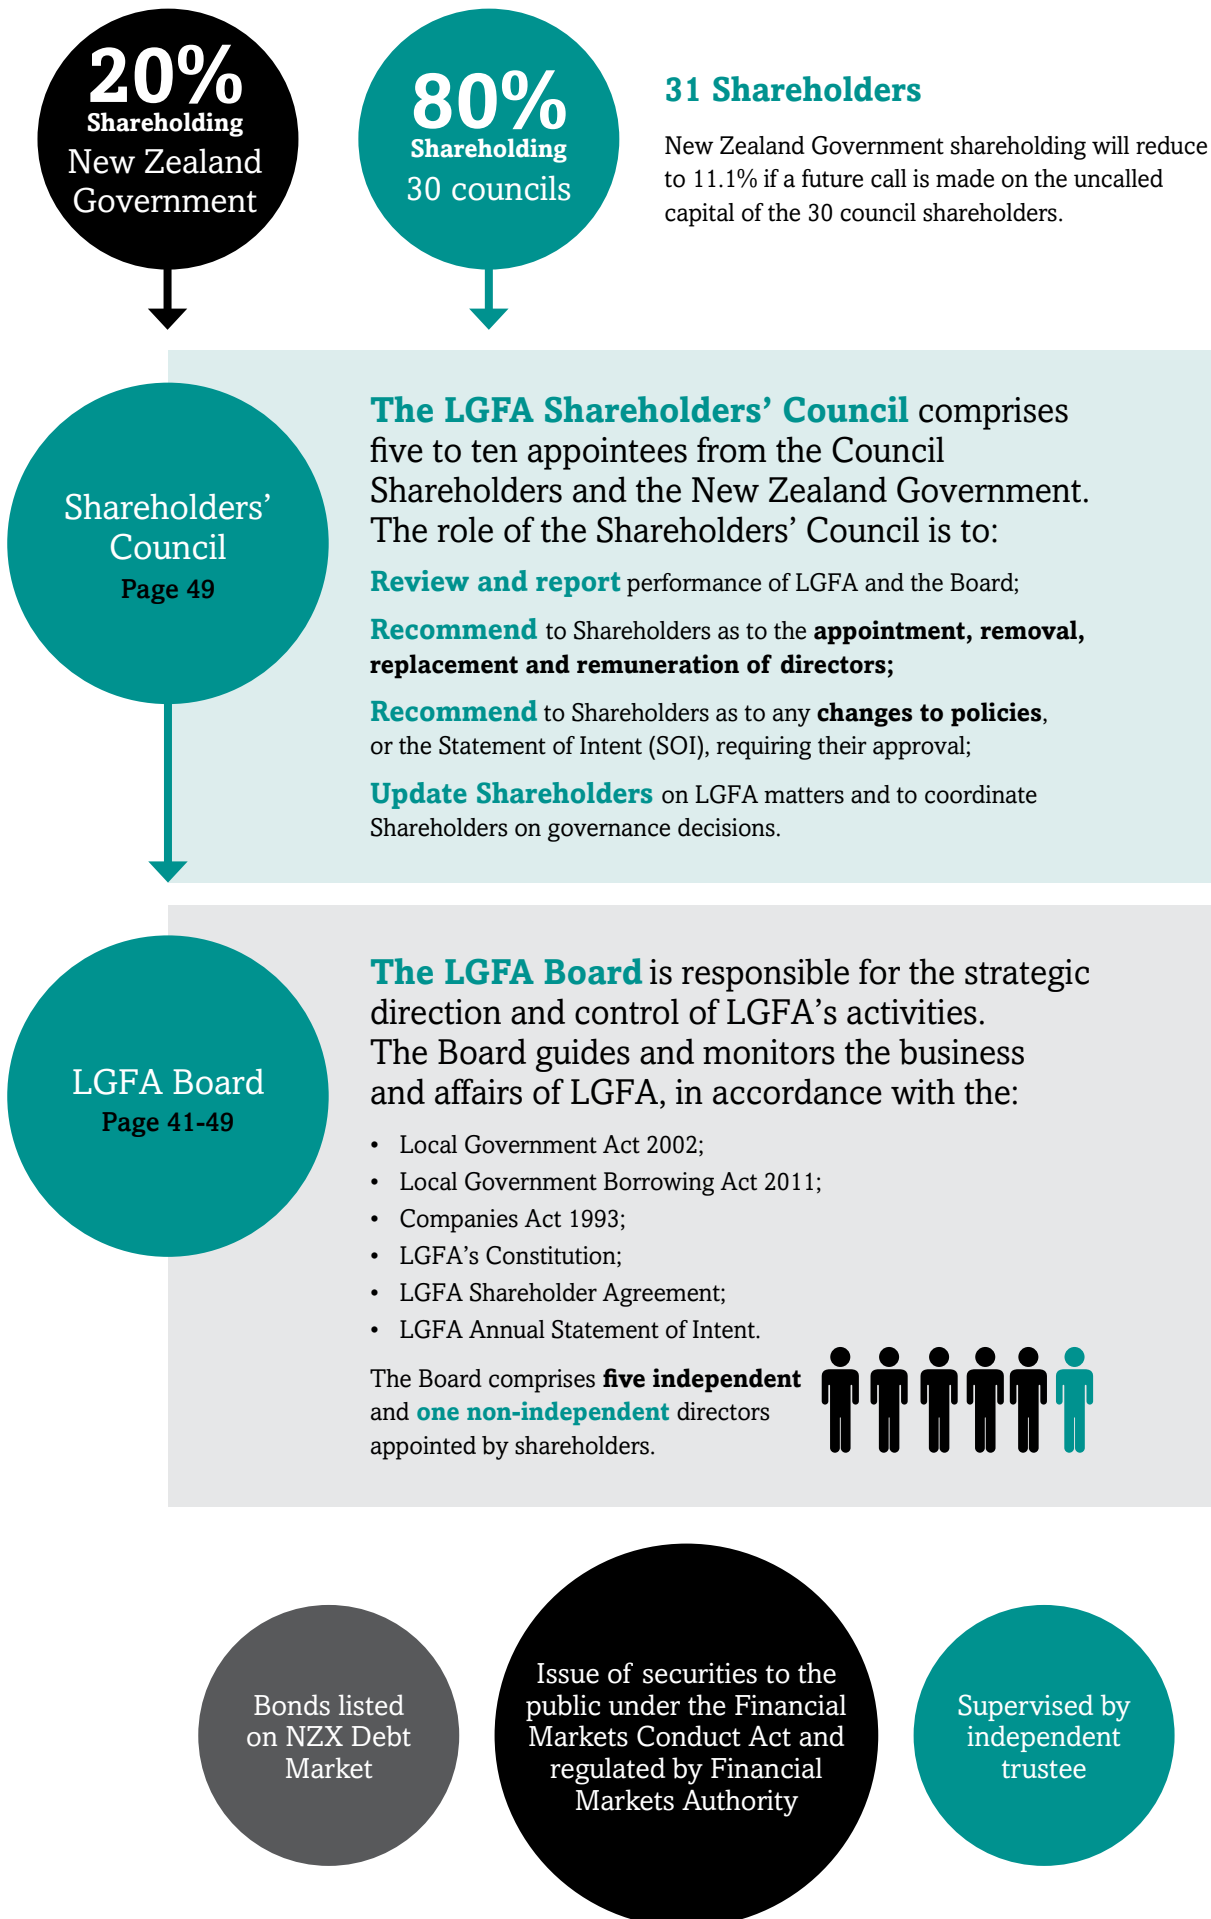 20%
Shareholding
New Zealand
Government
80%
Shareholding
30 councils
31 Shareholders
New Zealand Government shareholding will reduce
to 11.1% if a future call is made on the uncalled
capital of the 30 council shareholders.
Shareholders’
Council
Page 49
The LGFA Shareholders’ Council comprises
five to ten appointees from the Council
Shareholders and the New Zealand Government.
The role of the Shareholders’ Council is to:
Review and report performance of LGFA and the Board;
Recommend to Shareholders as to the appointment, removal,
replacement and remuneration of directors;
Recommend to Shareholders as to any changes to policies,
or the Statement of Intent (SOI), requiring their approval;
Update Shareholders on LGFA matters and to coordinate
Shareholders on governance decisions.
LGFA Board
Page 41-49
The LGFA Board is responsible for the strategic
direction and control of LGFA’s activities.
The Board guides and monitors the business
and affairs of LGFA, in accordance with the:
• Local Government Act 2002;
• Local Government Borrowing Act 2011;
• Companies Act 1993;
• LGFA’s Constitution;
• LGFA Shareholder Agreement;
• LGFA Annual Statement of Intent.
The Board comprises five independent
and one non-independent directors
appointed by shareholders.
Bonds listed
on NZX Debt
Market
Issue of securities to the
public under the Financial
Markets Conduct Act and
regulated by Financial
Markets Authority
Supervised by
independent
trustee